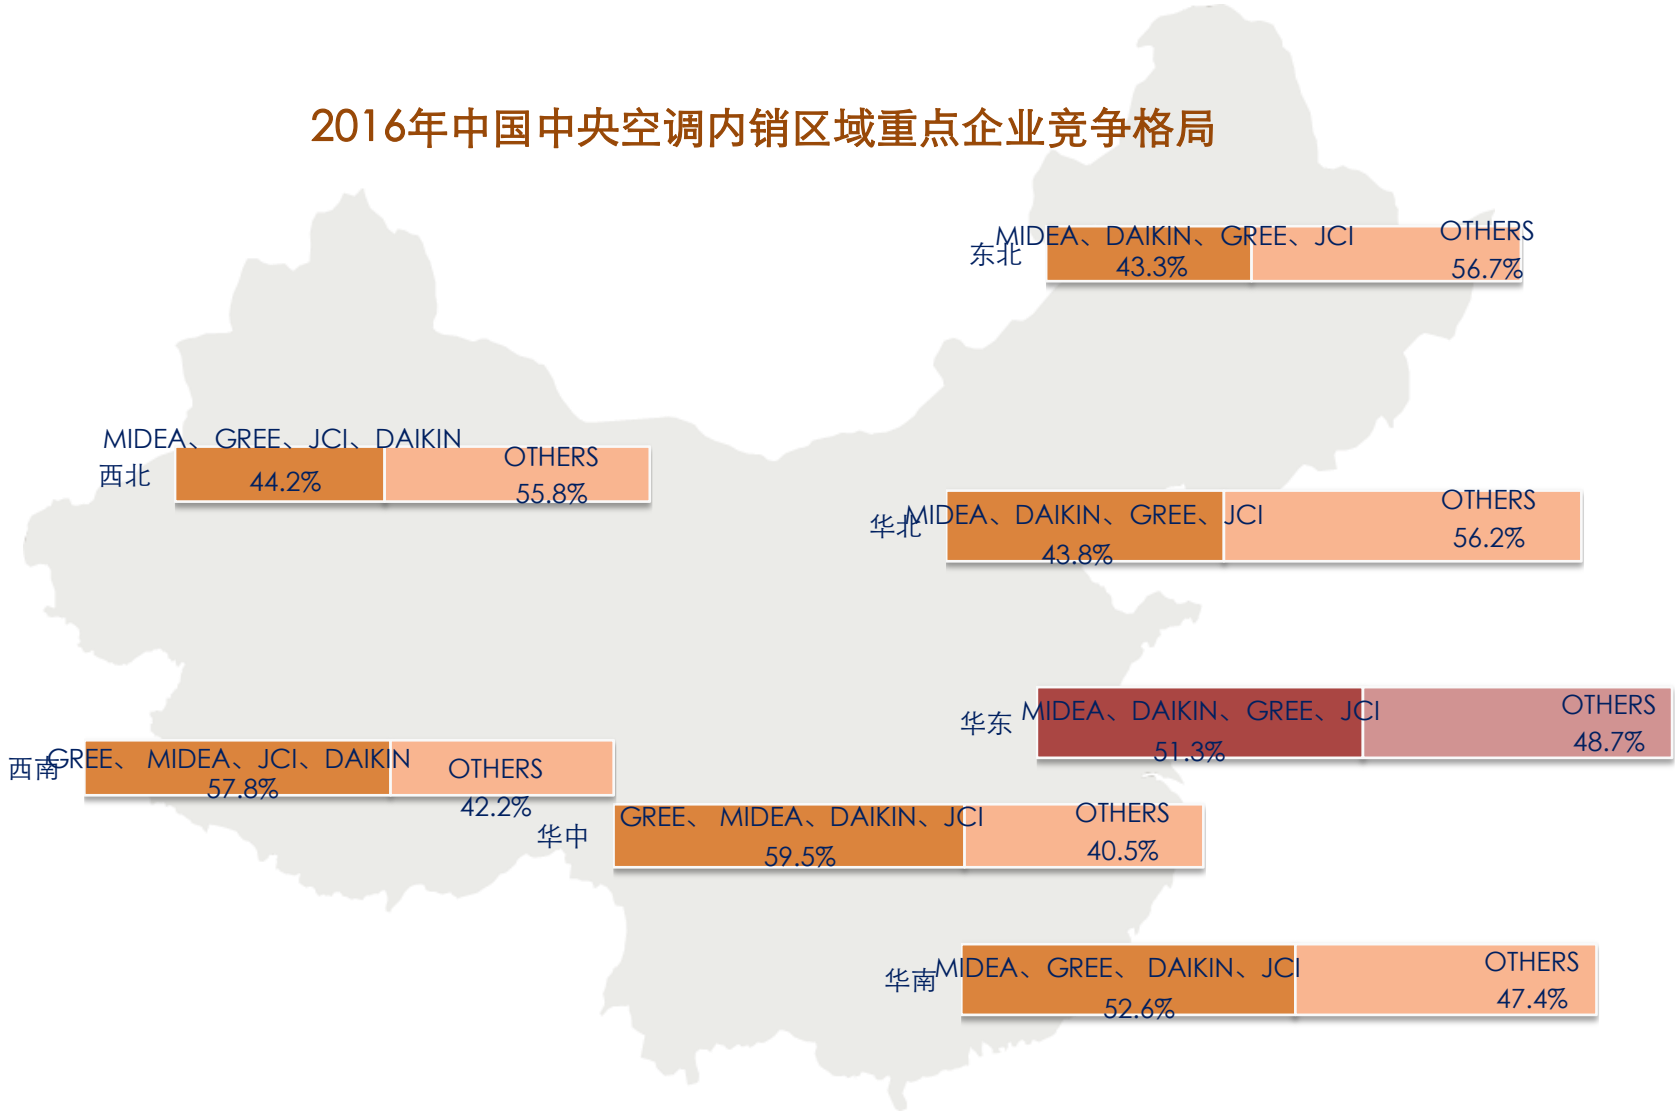 2016年中国中央空调内销区域重点企业竞争格局
东北
MIDEA、DAIKIN、GREE、JCI
43.3%
OTHERS
56.7%
西北
MIDEA、GREE、JCI、DAIKIN
44.2%
OTHERS
55.8%
华北
MIDEA、DAIKIN、GREE、JCI
43.8%
OTHERS
56.2%
华东
MIDEA、DAIKIN、GREE、JCI
51.3%
OTHERS
48.7%
西南
GREE、 MIDEA、JCI、DAIKIN
57.8%
OTHERS
42.2%
华中
GREE、 MIDEA、DAIKIN、JCI
59.5%
OTHERS
40.5%
华南
MIDEA、GREE、 DAIKIN、JCI
52.6%
OTHERS
47.4%